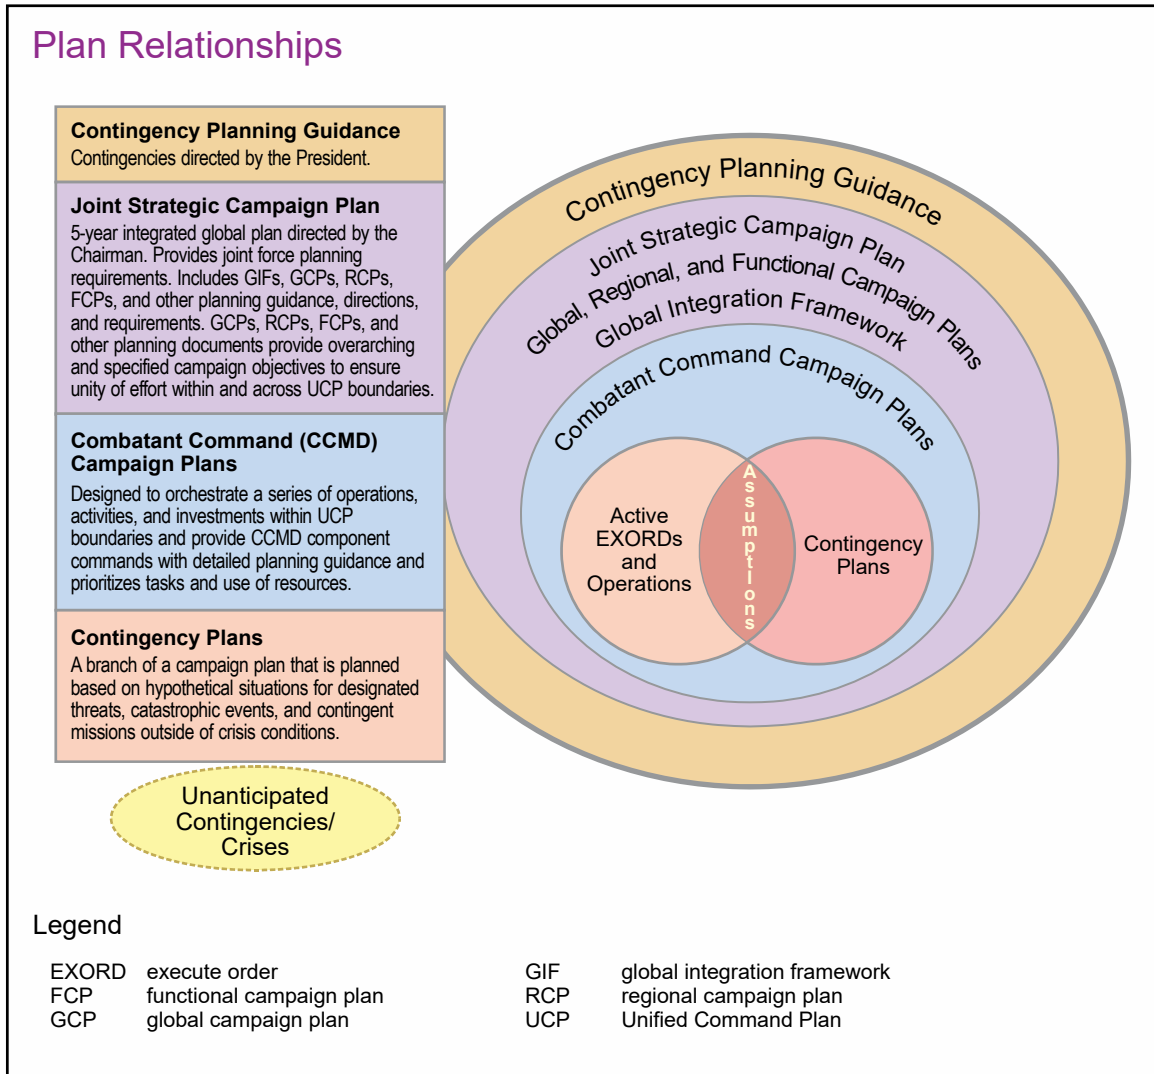 Plan Relationships
Contingency Planning Guidance
Contingencies directed by the President.
Joint Strategic Campaign Plan
5-year integrated global plan directed by the
Chairman. Provides joint force planning
requirements. Includes GIFs, GCPs, RCPs,
FCPs, and other planning guidance, directions,
and requirements. GCPs, RCPs, FCPs, and
other planning documents provide overarching
and specified campaign objectives to ensure
unity of effort within and across UCP boundaries.
Combatant Command (CCMD)
Campaign Plans
Designed to orchestrate a series of operations,
activities, and investments within UCP
boundaries and provide CCMD component
commands with detailed planning guidance and
prioritizes tasks and use of resources.
Contingency Plans
A branch of a campaign plan that is planned
based on hypothetical situations for designated
threats, catastrophic events, and contingent
missions outside of crisis conditions.
Unanticipated
Contingencies/
Crises
Contingency Planning Guidance
Joint Strategic Campaign Plan
Global, Regional, and Functional Campaign Plans
Global Integration Framework
Combatant Command Campaign Plans
Active
EXORDs
and
Operations
Assumptions
Contingency
Plans
Legend
EXORD execute order
FCP functional campaign plan
GCP global campaign plan
GIF global integration framework
RCP regional campaign plan
UCP Unified Command Plan